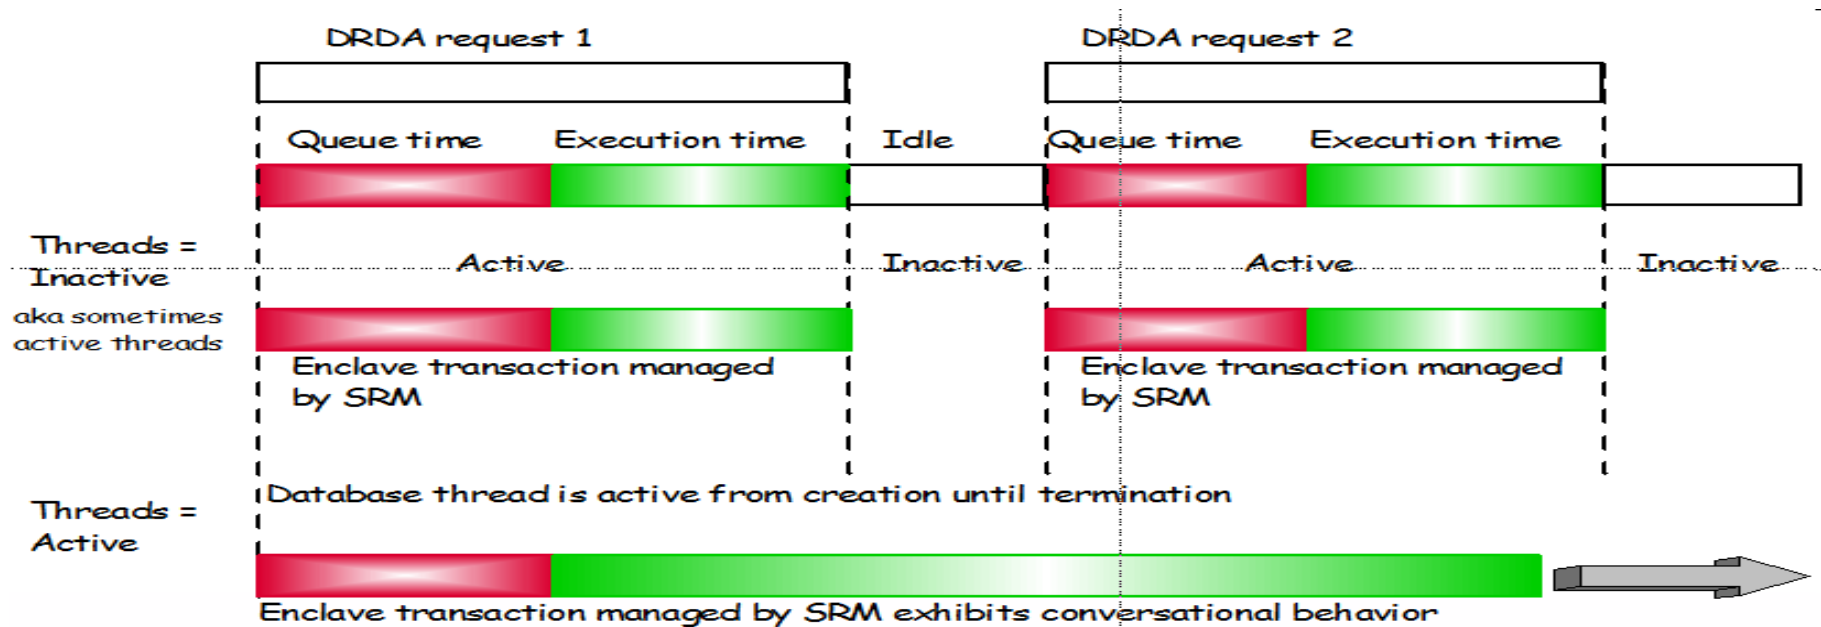 DRDA request 1 DRDA request 2
Queue time Execution time Idle Queue time Execution time
Threads =
Inactive
Active Inactive Active Inactive
aka sometimes
active threads
Enclave transaction managed
by SRM
Enclave transaction managed
by SRM
Database thread is active from creation until termination
Threads =
Active
Enclave transaction managed by SRM exhibits conversational behavior